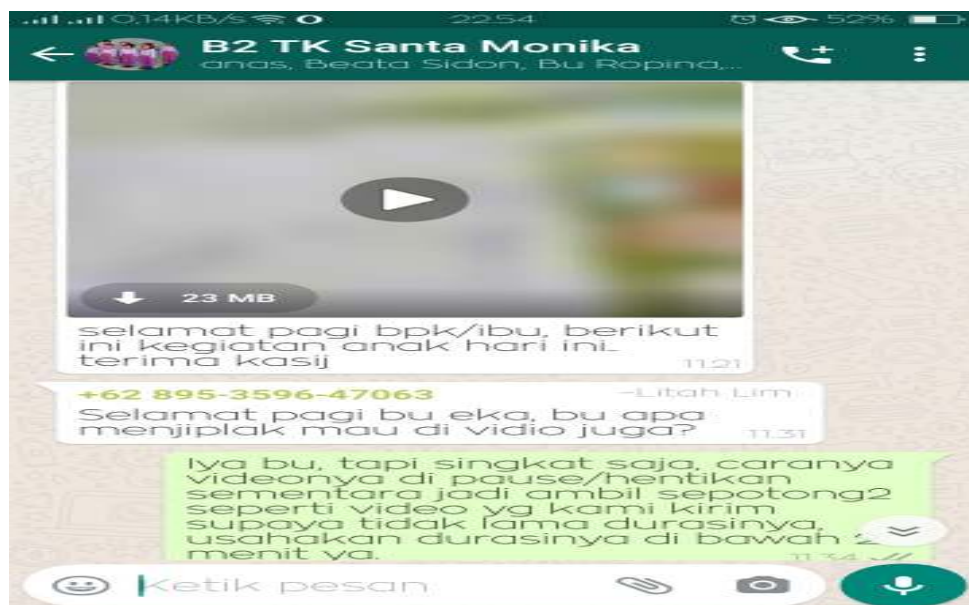 0.14KB/s 22:54 52%
B2 TK Santa Monika
anas, Beata Sidon, Bu Ropina,...
23 MB
selamat pagi bpk/ibu, berikut
ini kegiatan anak hari ini..
terima kasij
11.21
+62 895-3596-47063 ~Litah Lim
Selamat pagi bu eka, bu apa
menjiplak mau di vidio juga?
11.31
Iya bu, tapi singkat saja, caranya
videonya di pause/hentikan
sementara jadi ambil sepotong2
seperti video yg kami kirim
supaya tidak lama durasinya,
usahakan durasinya di bawah
menit ya.
11.34
Ketik pesan